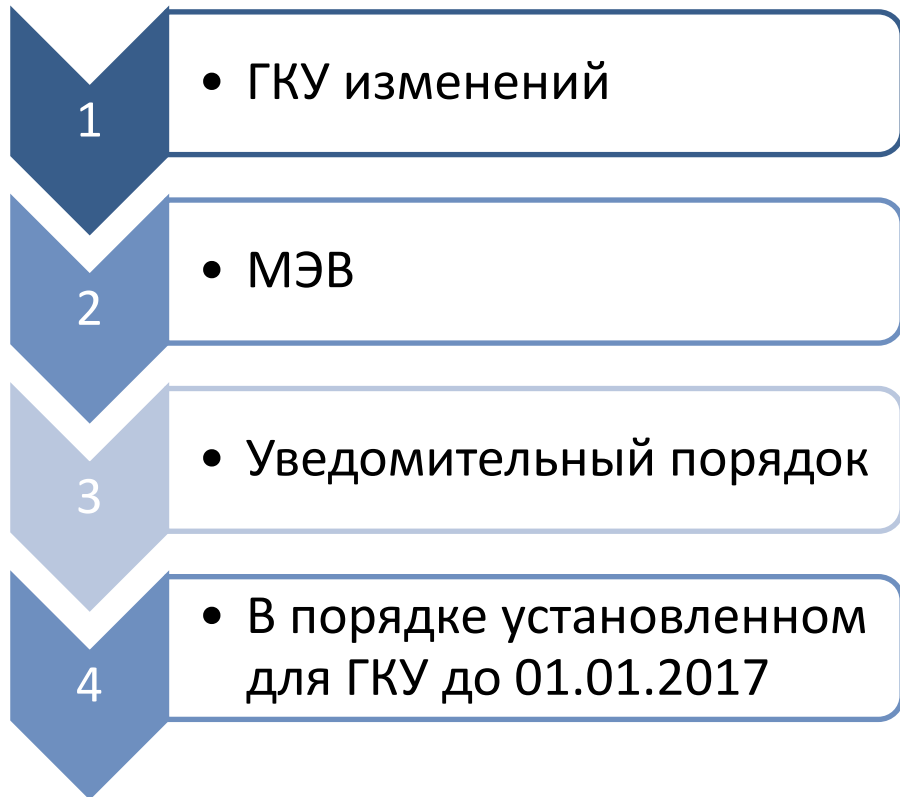 1
• ГКУ изменений
2
• МЭВ
3
• Уведомительный порядок
4
• В порядке установленном
для ГКУ до 01.01.2017